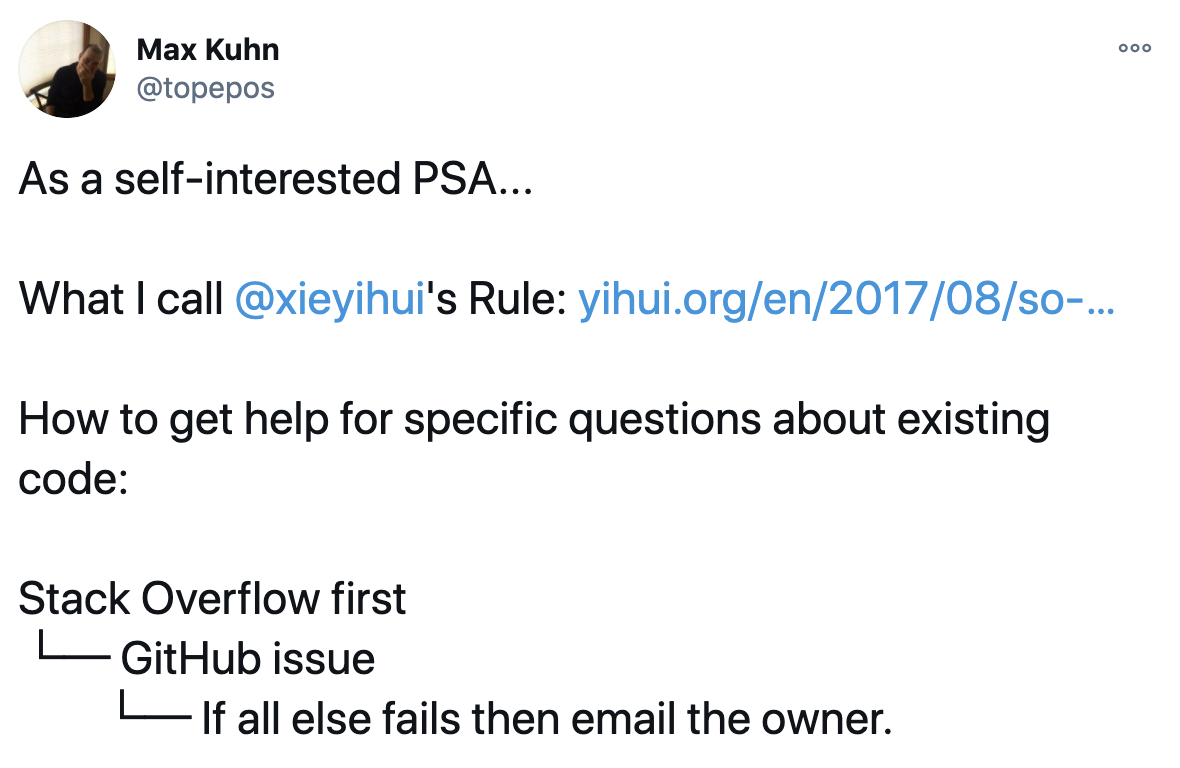 Max Kuhn
@topepos
As a self-interested PSA...
What I call @xieyihui's Rule: yihui.org/en/2017/08/so-...
How to get help for specific questions about existing
code:
Stack Overflow first
└── GitHub issue
└── If all else fails then email the owner.